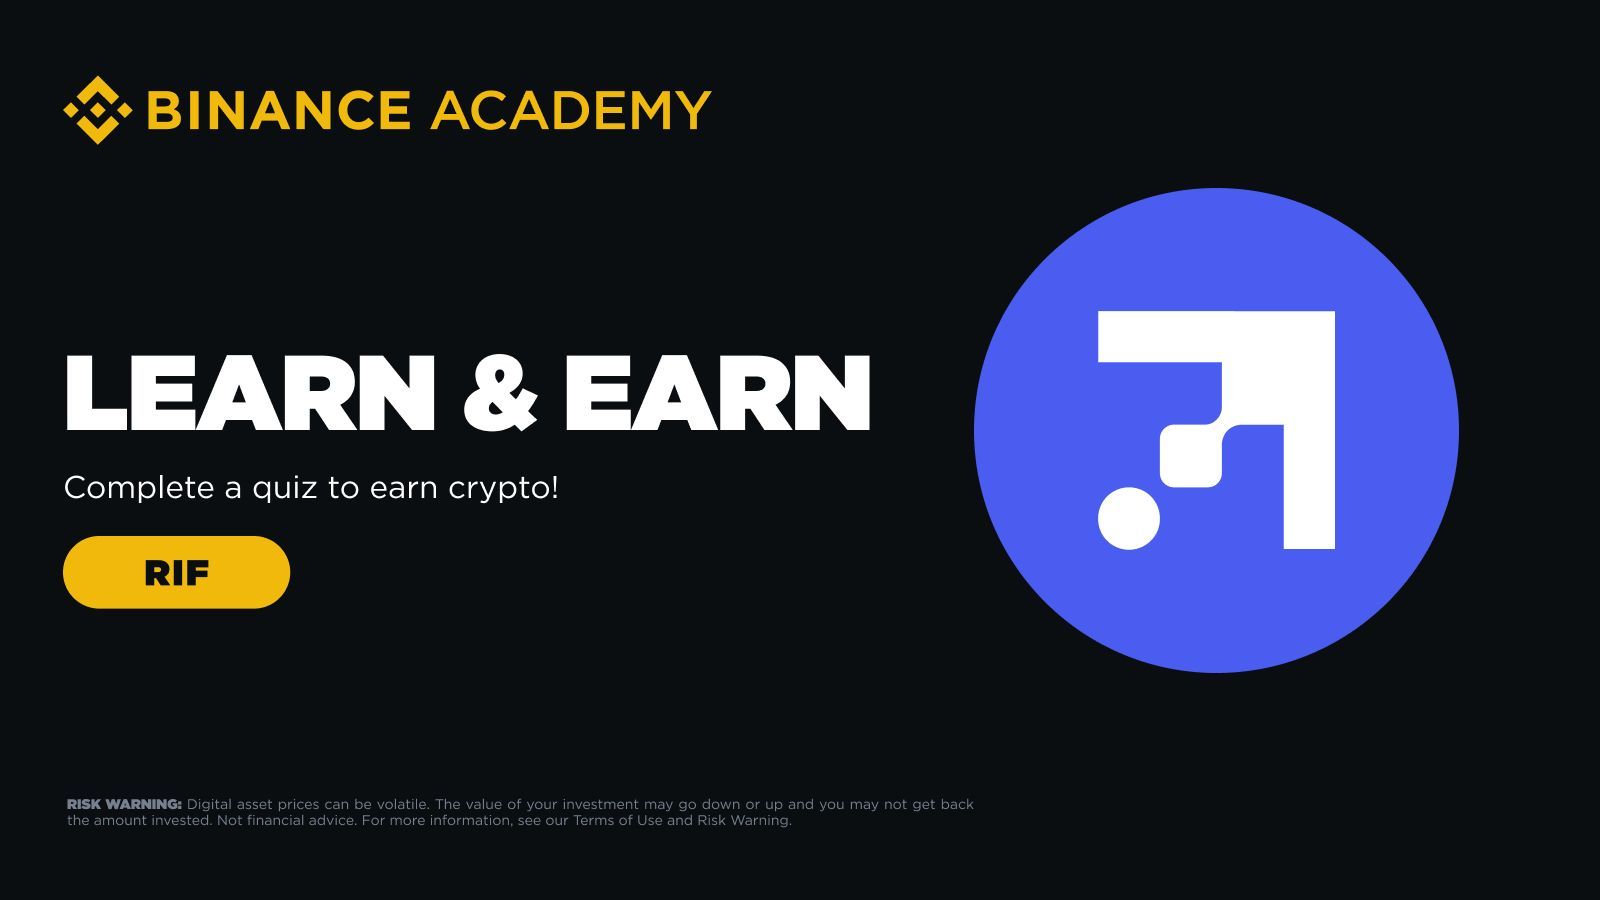 BINANCE ACADEMY
LEARN & EARN
Complete a quiz to earn crypto!
RIF
RISK WARNING: Digital asset prices can be volatile. The value of your investment may go down or up and you may not get back
the amount invested. Not financial advice. For more information, see our Terms of Use and Risk Warning.